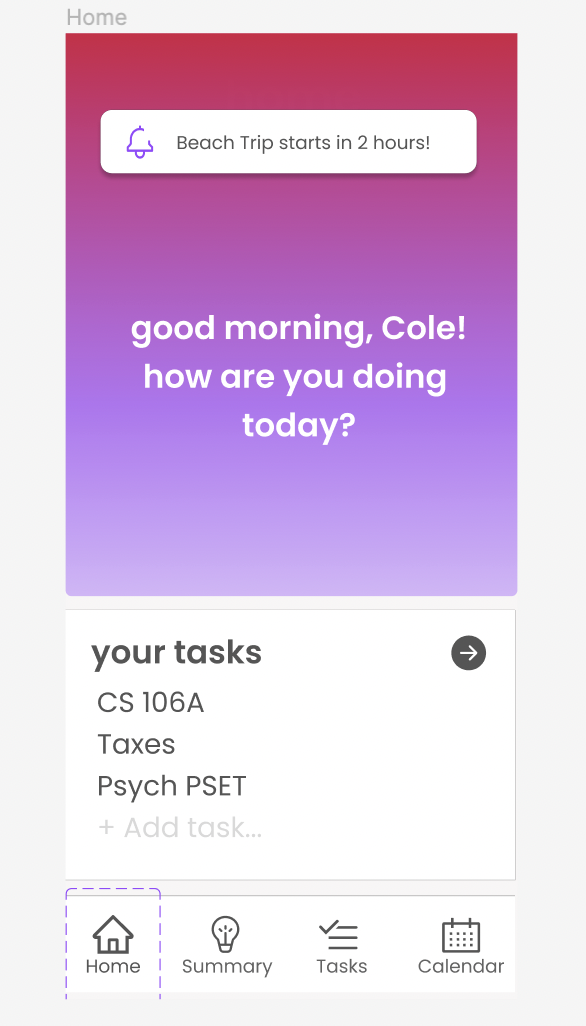 Home
Beach Trip starts in 2 hours!
good morning, Cole!
how are you doing
today?
your tasks
CS 106A
Taxes
Psych PSET
+ Add task...
Home
Summary
Tasks
Calendar